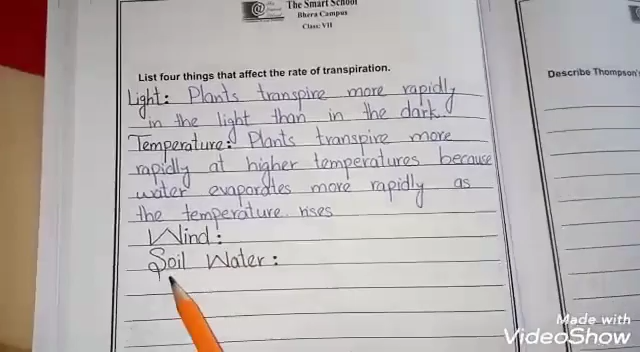 The Smart School
Bhera Campus
Class: VII
List four things that affect the rate of transpiration.
Light: Plants transpire more rapidly
in the light than in the dark.
Temperature: Plants transpire more
rapidly at higher temperatures because
water evaporates more rapidly as
the temperature rises
Wind:
Soil Water:
Describe Thompson's
Made with
VideoShow